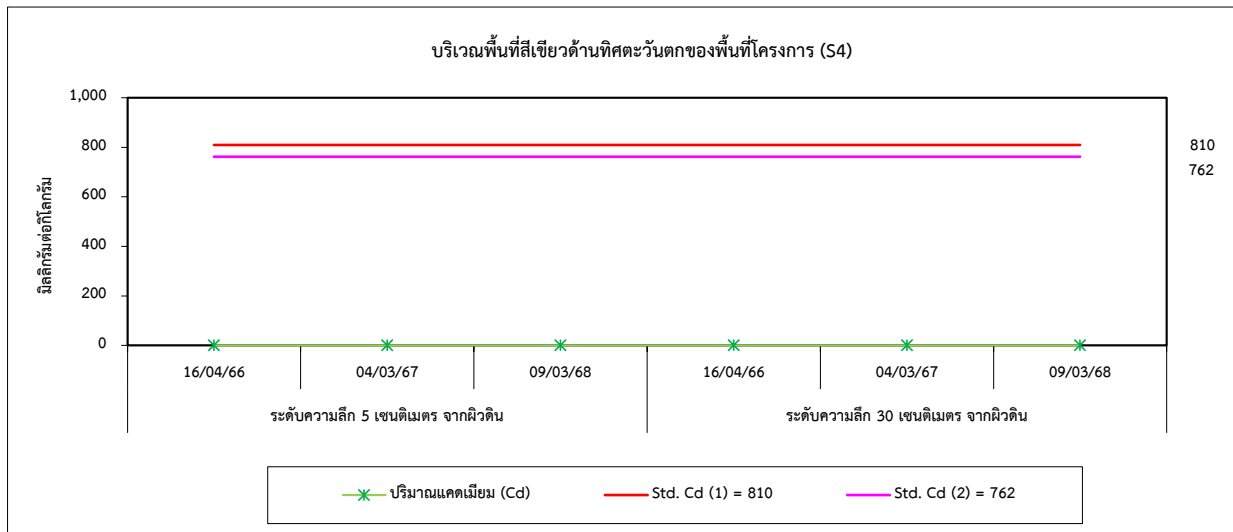 บริเวณพื้นที่สีเขียวด้านทิศตะวันตกของพื้นที่โครงการ (S4)
มิลลิกรัมต่อกิโลกรัม
1,000
800
600
400
200
0
810
762
16/04/66 04/03/67 09/03/68 16/04/66 04/03/67 09/03/68
ระดับความลึก 5 เซนติเมตร จากผิวดิน ระดับความลึก 30 เซนติเมตร จากผิวดิน
ปริมาณแคดเมียม (Cd) Std. Cd (1) = 810 Std. Cd (2) = 762